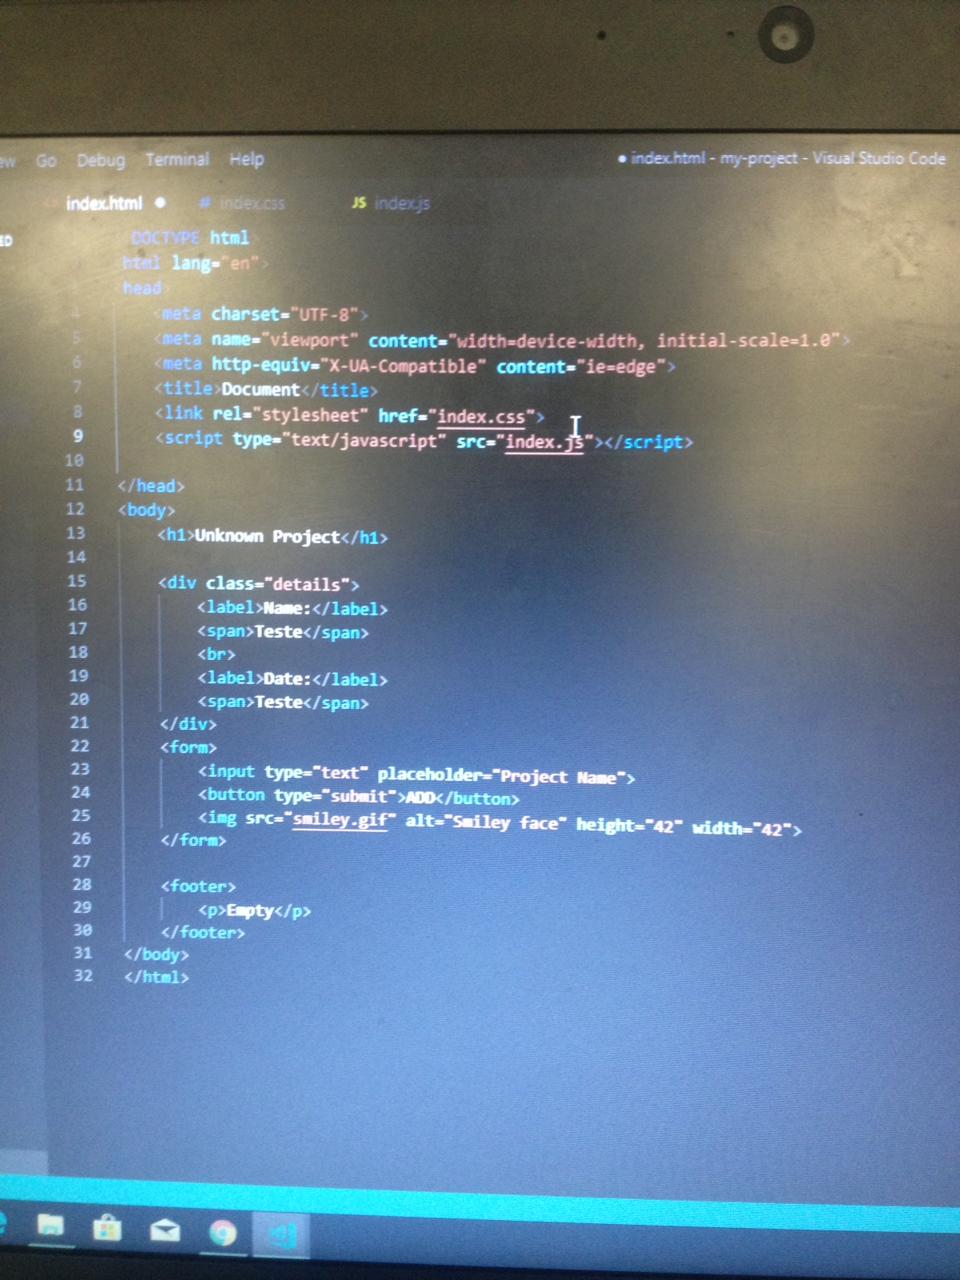 ew Go Debug Terminal Help ● index.html - my-project - Visual Studio Code
index.html ● # index.css JS index.js
ED
DOCTYPE html
html lang="en">
head
4 <meta charset="UTF-8">
5 <meta name="viewport" content="width=device-width, initial-scale=1.0">
6 <meta http-equiv="X-UA-Compatible" content="ie=edge">
7 <title>Document</title>
8 <link rel="stylesheet" href="index.css">
9 <script type="text/javascript" src="index.js"></script>
10
11 </head>
12 <body>
13 <h1>Unknown Project</h1>
14
15 <div class="details">
16 <label>Name:</label>
17 <span>Teste</span>
18 <br>
19 <label>Date:</label>
20 <span>Teste</span>
21 </div>
22 <form>
23 <input type="text" placeholder="Project Name">
24 <button type="submit">ADD</button>
25 <img src="smiley.gif" alt="Smiley face" height="42" width="42">
26 </form>
27
28 <footer>
29 <p>Empty</p>
30 </footer>
31 </body>
32 </html>